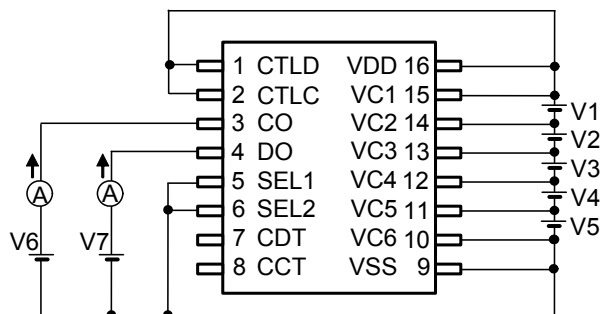 1 CTLD VDD 16
2 CTLC VC1 15
V1
3 CO VC2 14
V2
4 DO VC3 13
V3
A A
5 SEL1 VC4 12
V4
6 SEL2 VC5 11
V5
V6 V7
7 CDT VC6 10
8 CCT VSS 9